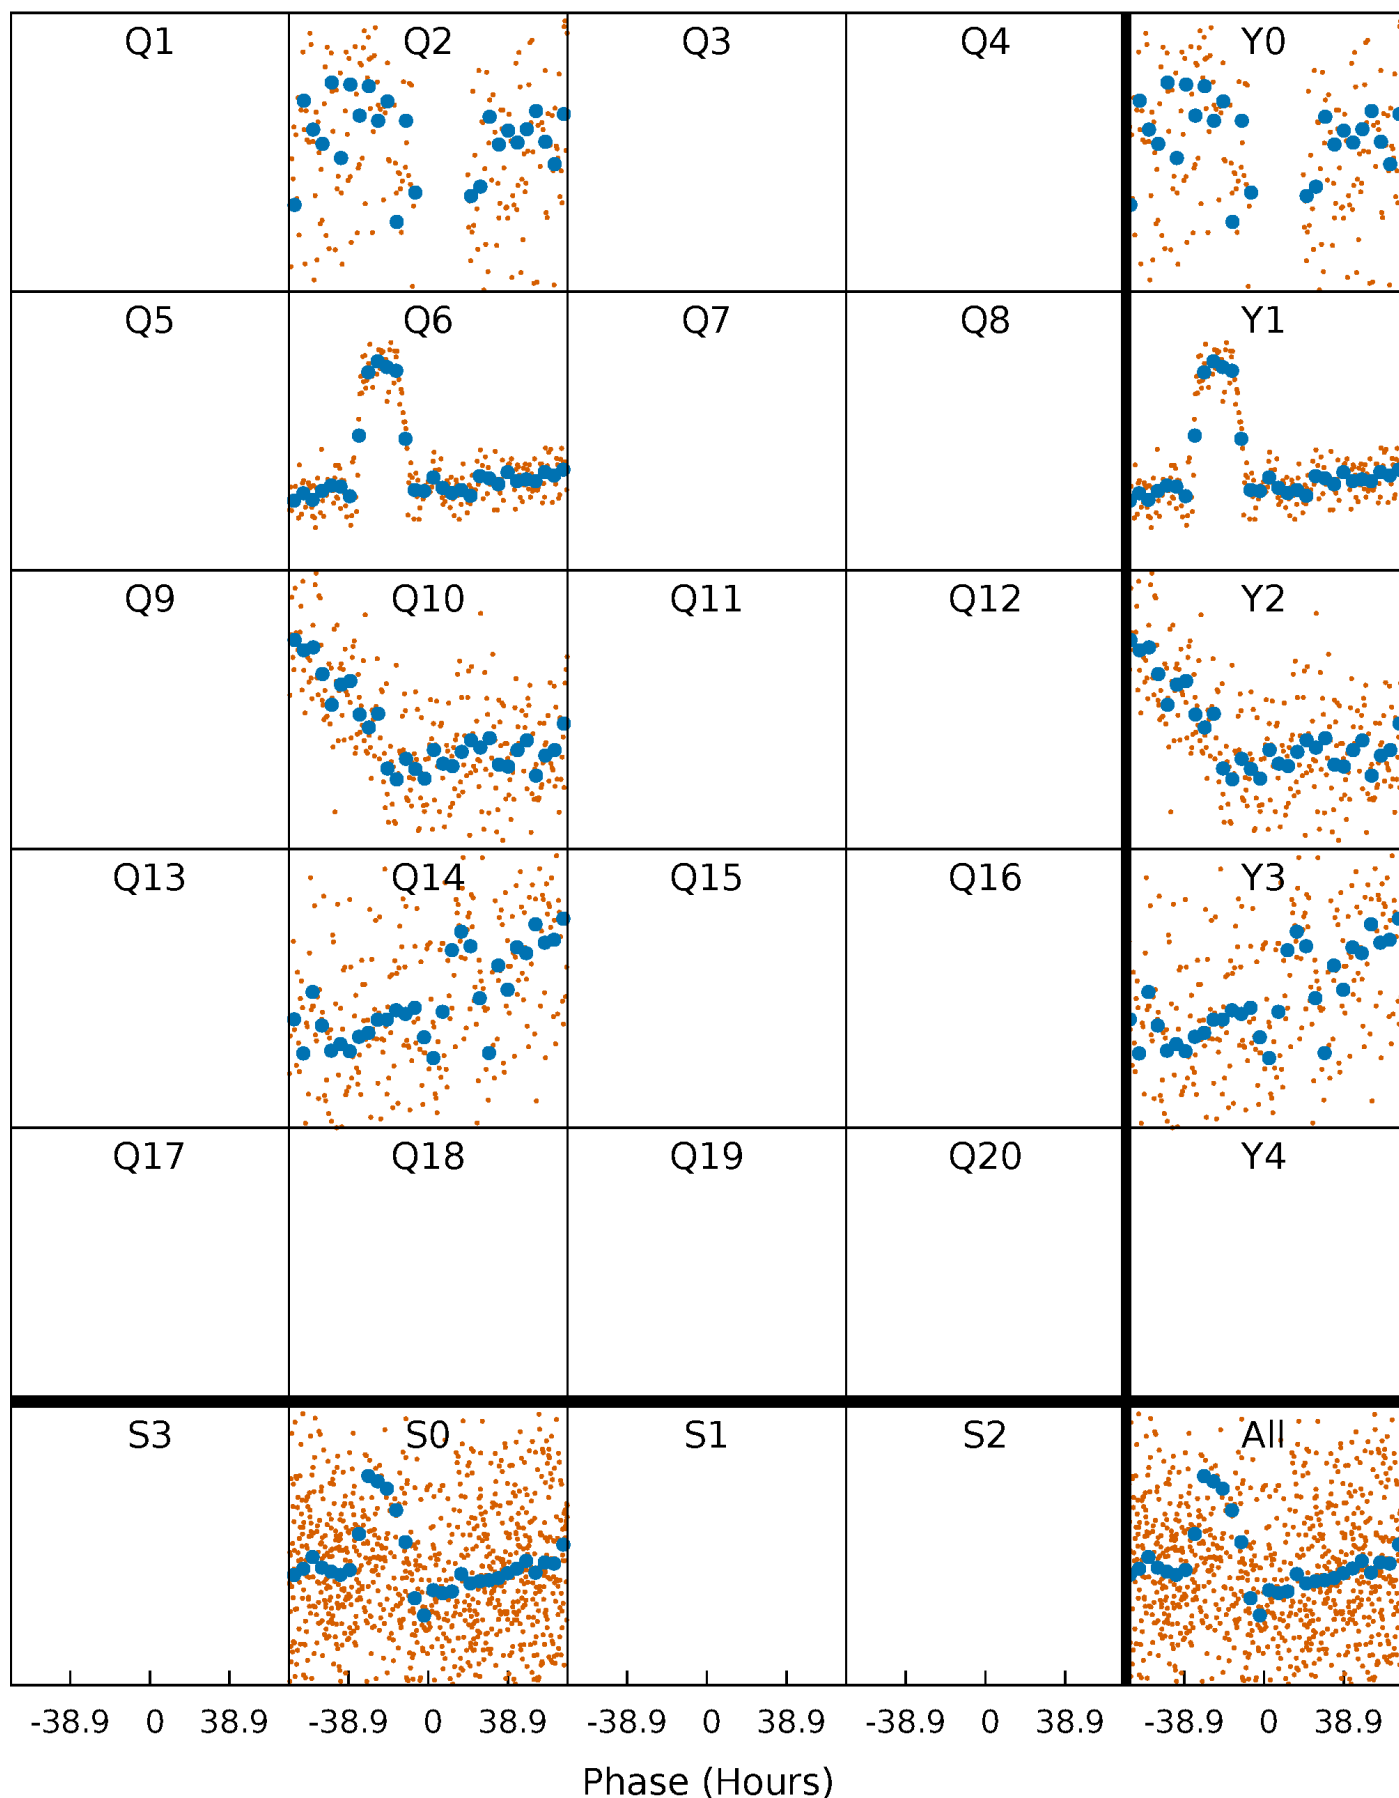 Q1 Q2 Q3 Q4 Y0
Q5 Q6 Q7 Q8 Y1
Q9 Q10 Q11 Q12 Y2
Q13 Q14 Q15 Q16 Y3
Q17 Q18 Q19 Q20 Y4
S3 S0 S1 S2 All
-38.9 0 38.9 -38.9 0 38.9 -38.9 0 38.9 -38.9 0 38.9 -38.9 0 38.9
Phase (Hours)